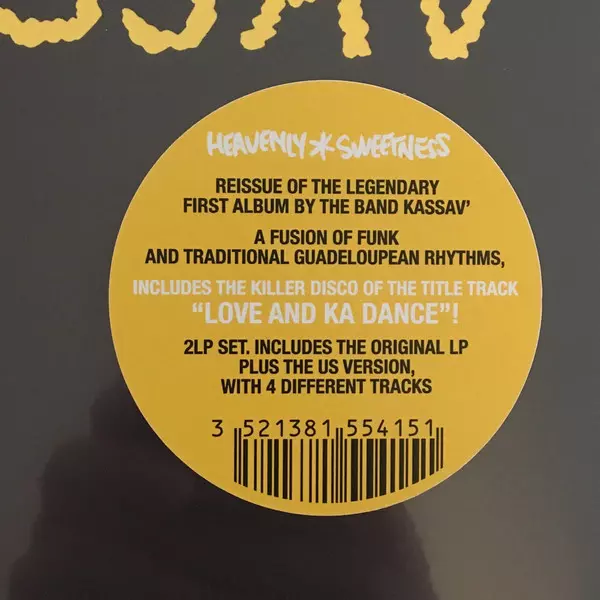 SSAV
HEAVENLY*SWEETNESS
REISSUE OF THE LEGENDARY
FIRST ALBUM BY THE BAND KASSAV'
A FUSION OF FUNK
AND TRADITIONAL GUADELOUPEAN RHYTHMS,
INCLUDES THE KILLER DISCO OF THE TITLE TRACK
“LOVE AND KA DANCE”!
2LP SET. INCLUDES THE ORIGINAL LP
PLUS THE US VERSION,
WITH 4 DIFFERENT TRACKS
3 521381 554151